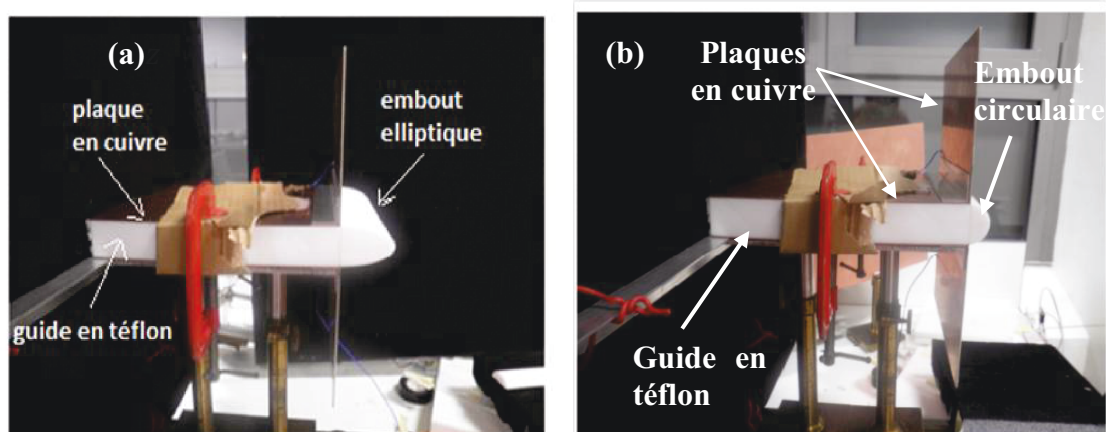 (a)
plaque
en cuivre
embout
elliptique
guide en téflon
(b)
Plaques
en cuivre
Embout
circulaire
Guide en
téflon